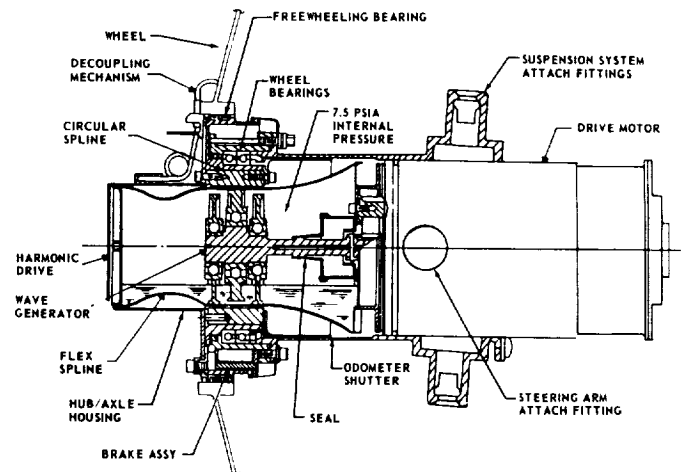 FREEWHEELING BEARING
WHEEL
DECOUPLING
MECHANISM
WHEEL
BEARINGS
SUSPENSION SYSTEM
ATTACH FITTINGS
7.5 PSIA
INTERNAL
PRESSURE
CIRCULAR
SPLINE
DRIVE MOTOR
HARMONIC
DRIVE
WAVE
GENERATOR
FLEX
SPLINE
HUB/AXLE
HOUSING
BRAKE ASSY
SEAL
ODOMETER
SHUTTER
STEERING ARM
ATTACH FITTING